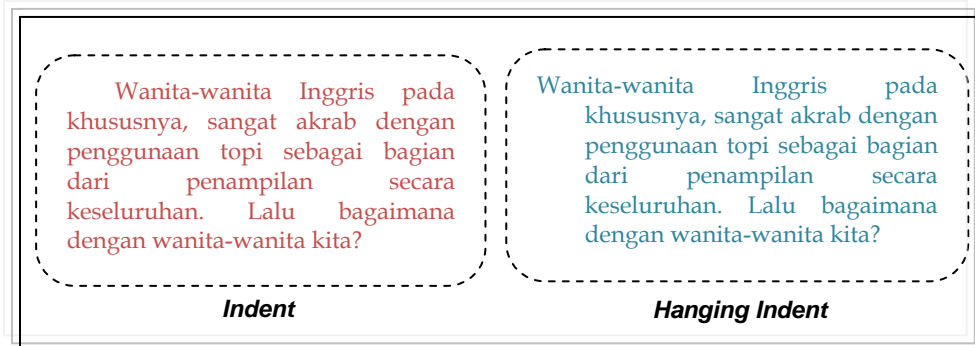 Wanita-wanita Inggris pada
khususnya, sangat akrab dengan
penggunaan topi sebagai bagian
dari penampilan secara
keseluruhan. Lalu bagaimana
dengan wanita-wanita kita?
Indent
Wanita-wanita Inggris pada
khususnya, sangat akrab dengan
penggunaan topi sebagai bagian
dari penampilan secara
keseluruhan. Lalu bagaimana
dengan wanita-wanita kita?
Hanging Indent